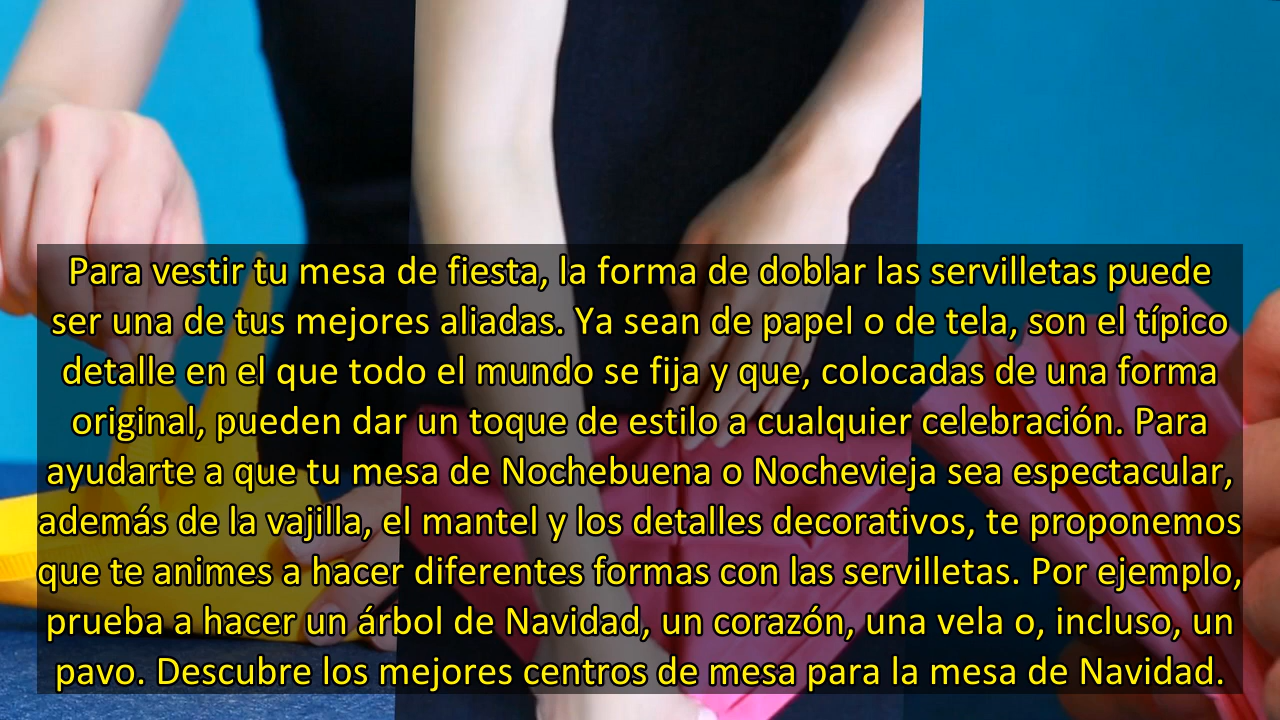 Para vestir tu mesa de fiesta, la forma de doblar las servilletas puede
ser una de tus mejores aliadas. Ya sean de papel o de tela, son el típico
detalle en el que todo el mundo se fija y que, colocadas de una forma
original, pueden dar un toque de estilo a cualquier celebración. Para
ayudarte a que tu mesa de Nochebuena o Nochevieja sea espectacular,
además de la vajilla, el mantel y los detalles decorativos, te proponemos
que te animes a hacer diferentes formas con las servilletas. Por ejemplo,
prueba a hacer un árbol de Navidad, un corazón, una vela o, incluso, un
pavo. Descubre los mejores centros de mesa para la mesa de Navidad.